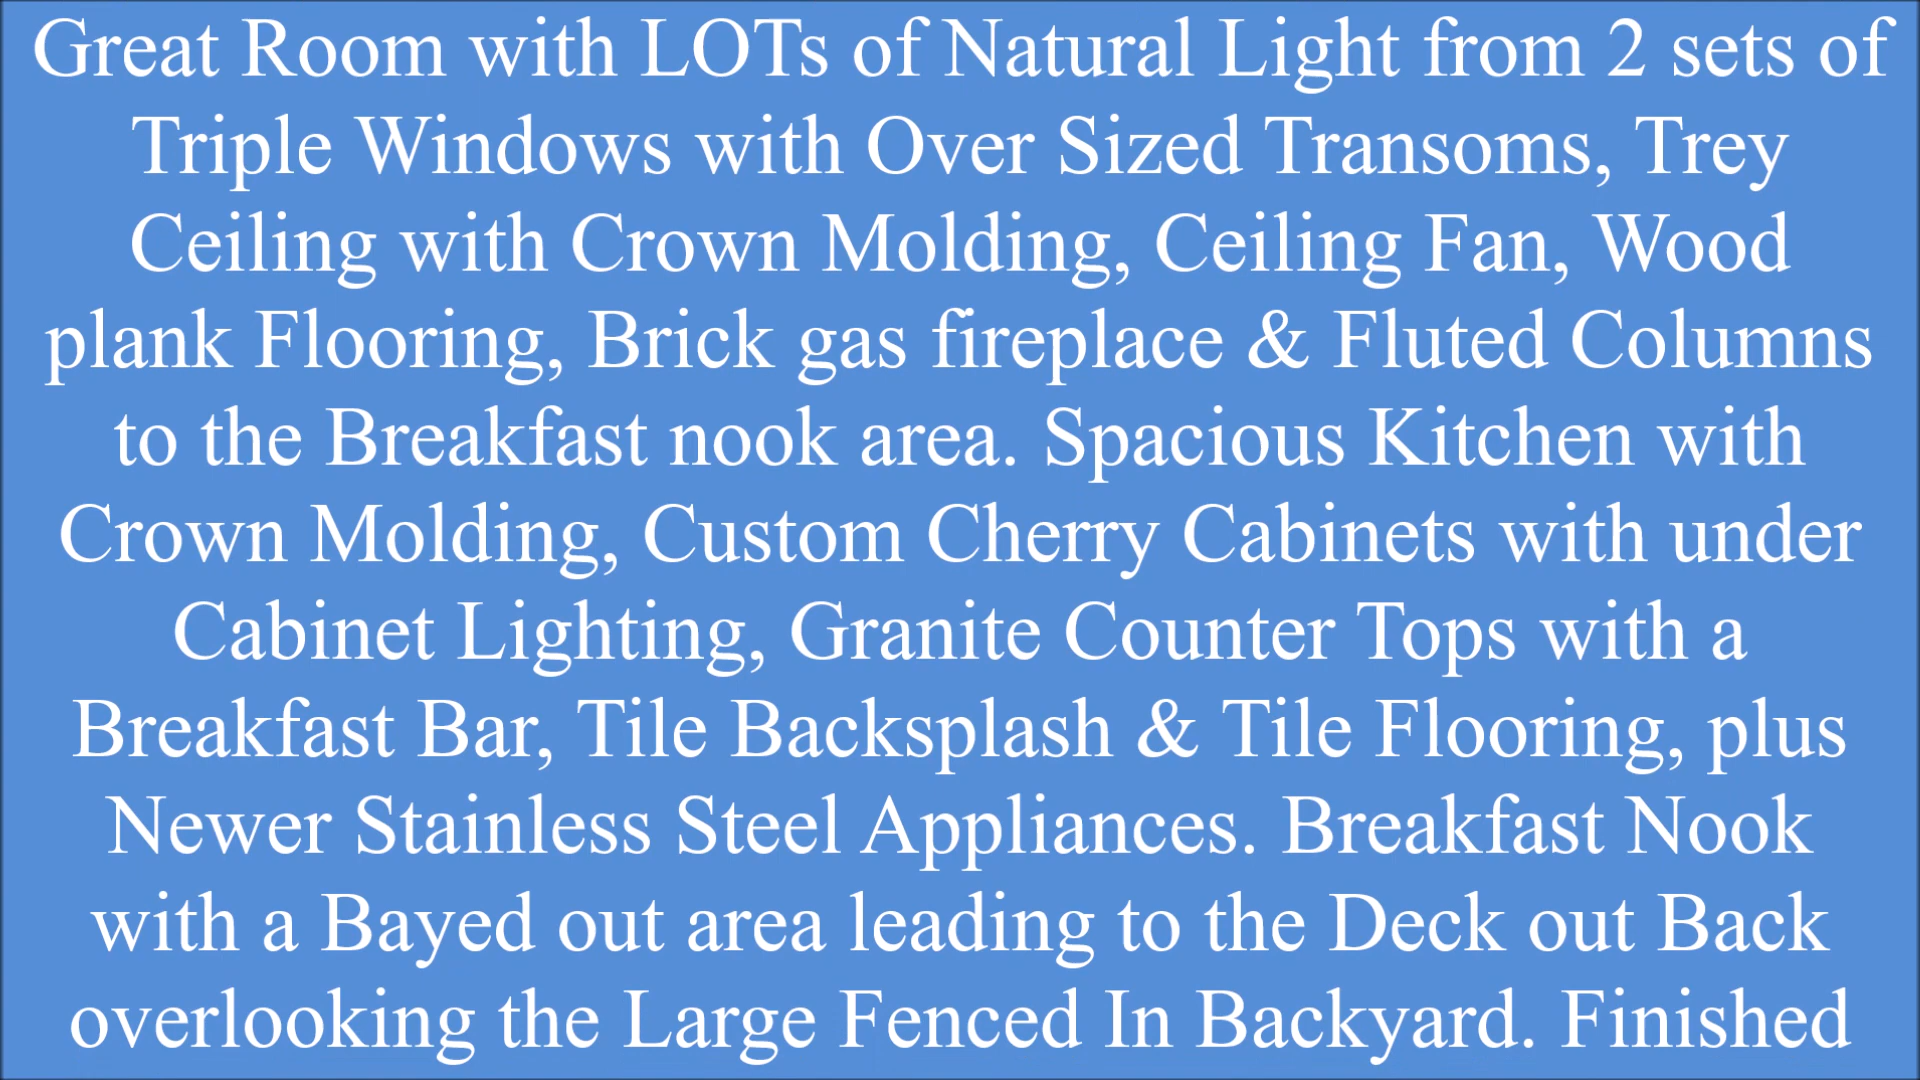 Great Room with LOTs of Natural Light from 2 sets of
Triple Windows with Over Sized Transoms, Trey
Ceiling with Crown Molding, Ceiling Fan, Wood
plank Flooring, Brick gas fireplace & Fluted Columns
to the Breakfast nook area. Spacious Kitchen with
Crown Molding, Custom Cherry Cabinets with under
Cabinet Lighting, Granite Counter Tops with a
Breakfast Bar, Tile Backsplash & Tile Flooring, plus
Newer Stainless Steel Appliances. Breakfast Nook
with a Bayed out area leading to the Deck out Back
overlooking the Large Fenced In Backyard. Finished